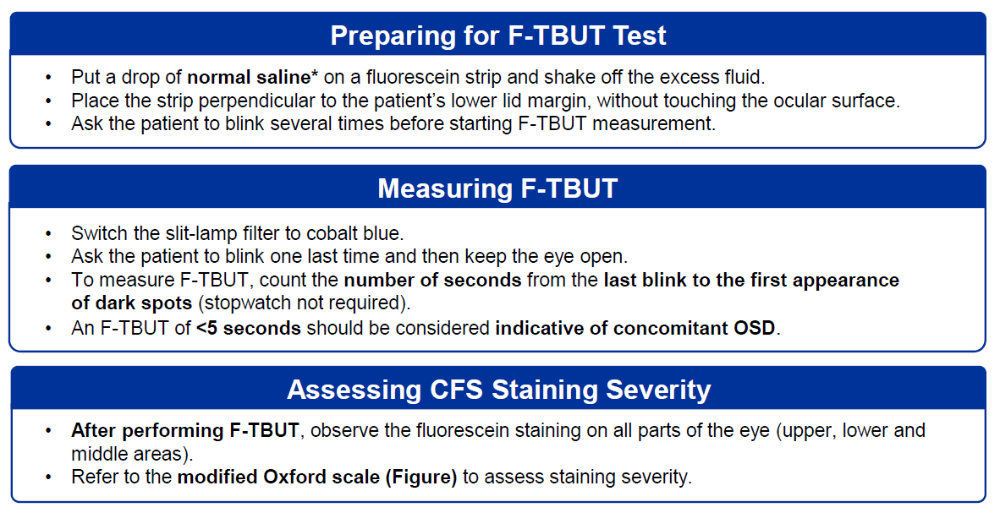 Preparing for F-TBUT Test
• Put a drop of normal saline* on a fluorescein strip and shake off the excess fluid.
• Place the strip perpendicular to the patient’s lower lid margin, without touching the ocular surface.
• Ask the patient to blink several times before starting F-TBUT measurement.
Measuring F-TBUT
• Switch the slit-lamp filter to cobalt blue.
• Ask the patient to blink one last time and then keep the eye open.
• To measure F-TBUT, count the number of seconds from the last blink to the first appearance
of dark spots (stopwatch not required).
• An F-TBUT of <5 seconds should be considered indicative of concomitant OSD.
Assessing CFS Staining Severity
• After performing F-TBUT, observe the fluorescein staining on all parts of the eye (upper, lower and
middle areas).
• Refer to the modified Oxford scale (Figure) to assess staining severity.